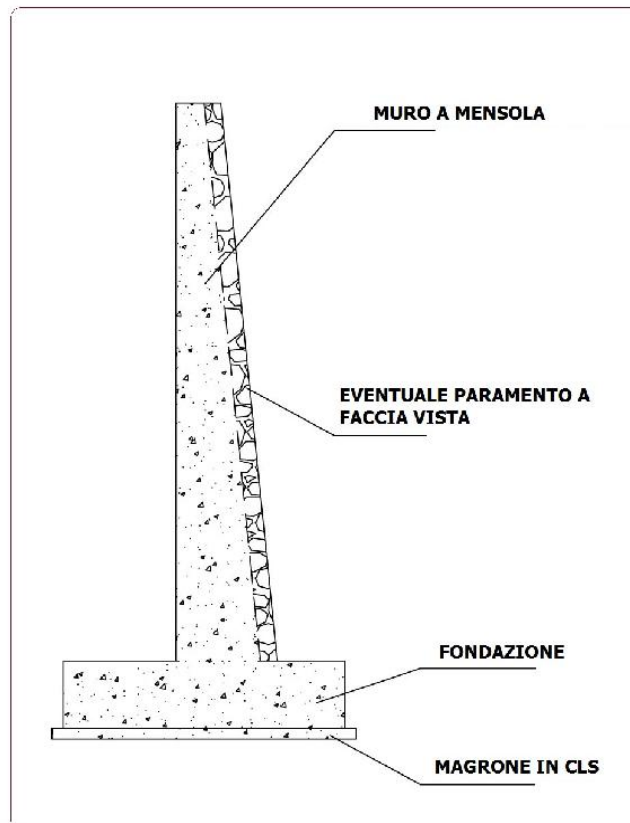 MURO A MENSOLA
EVENTUALE PARAMENTO A
FACCIA VISTA
FONDAZIONE
MAGRONE IN CLS